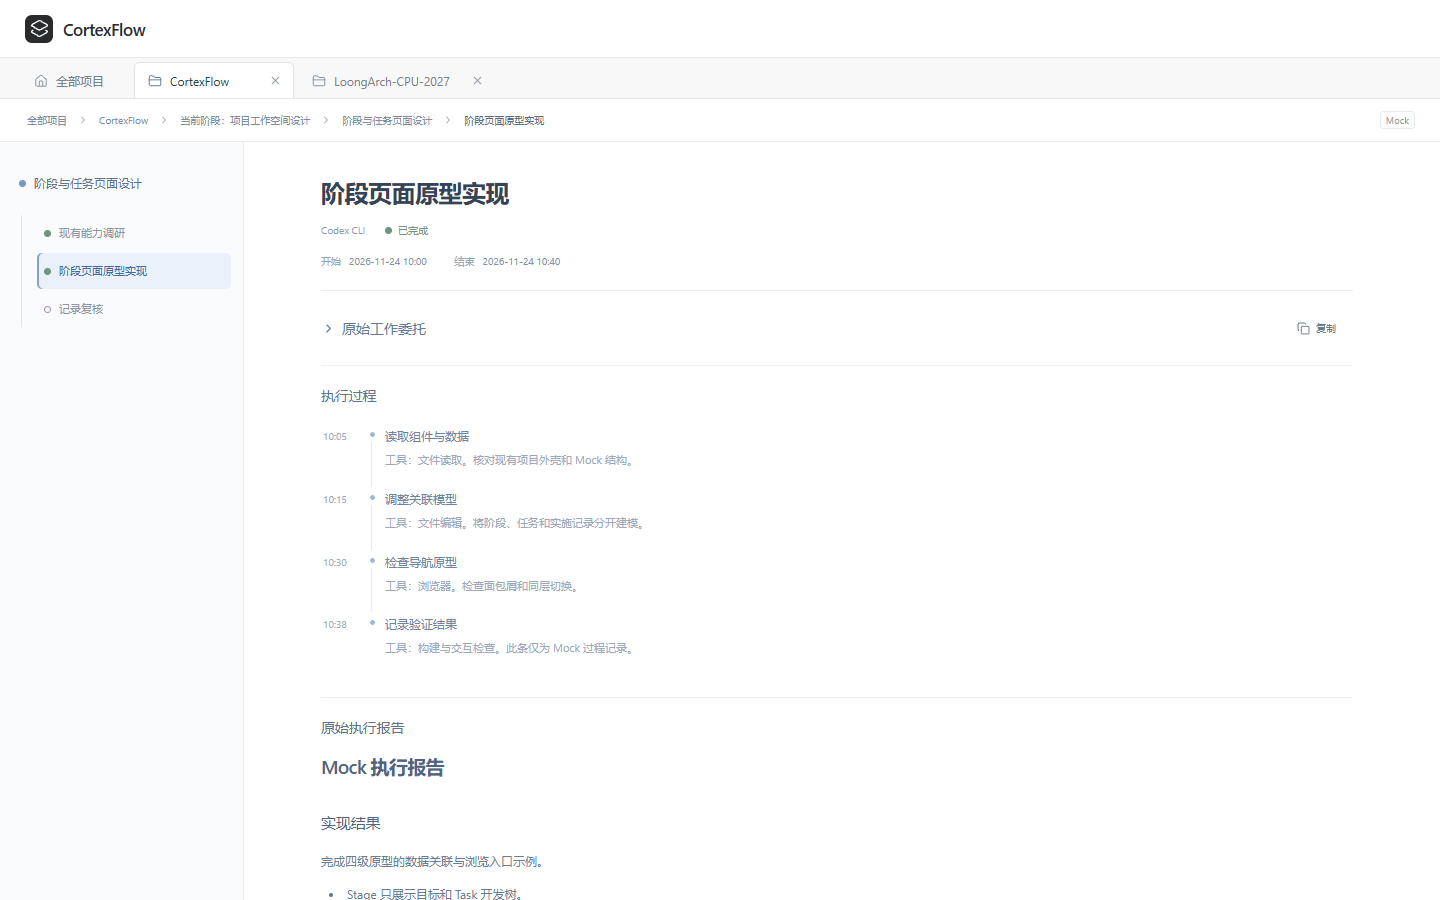 CortexFlow
全部项目
CortexFlow
LoongArch-CPU-2027
全部项目 > CortexFlow > 当前阶段：项目工作空间设计 > 阶段与任务页面设计 > 阶段页面原型实现
Mock
阶段与任务页面设计
现有能力调研
阶段页面原型实现
记录复核
阶段页面原型实现
Codex CLI 已完成
开始 2026-11-24 10:00 结束 2026-11-24 10:40
原始工作委托
复制
执行过程
10:05 读取组件与数据
工具：文件读取。核对现有项目外壳和 Mock 结构。
10:15 调整关联模型
工具：文件编辑。将阶段、任务和实施记录分开建模。
10:30 检查导航原型
工具：浏览器。检查面包屑和同层切换。
10:38 记录验证结果
工具：构建与交互检查。此条仅为 Mock 过程记录。
原始执行报告
Mock 执行报告
实现结果
完成四级原型的数据关联与浏览入口示例。
• Stage 只展示目标和 Task 开发树。